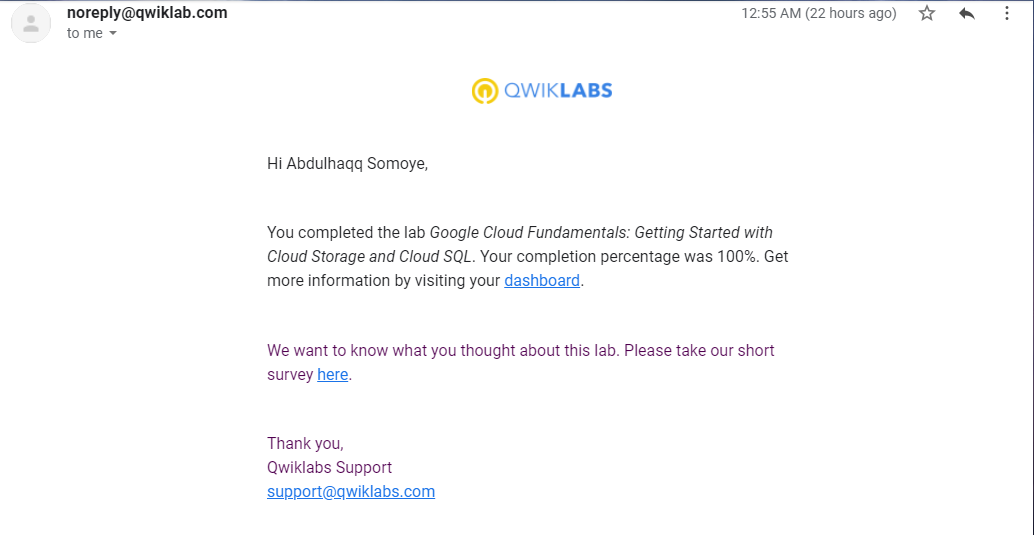 noreply@qwiklab.com
12:55 AM (22 hours ago)
to me
QWIKLABS
Hi Abdulhaqq Somoye,
You completed the lab Google Cloud Fundamentals: Getting Started with
Cloud Storage and Cloud SQL. Your completion percentage was 100%. Get
more information by visiting your dashboard.
We want to know what you thought about this lab. Please take our short
survey here.
Thank you,
Qwiklabs Support
support@qwiklabs.com